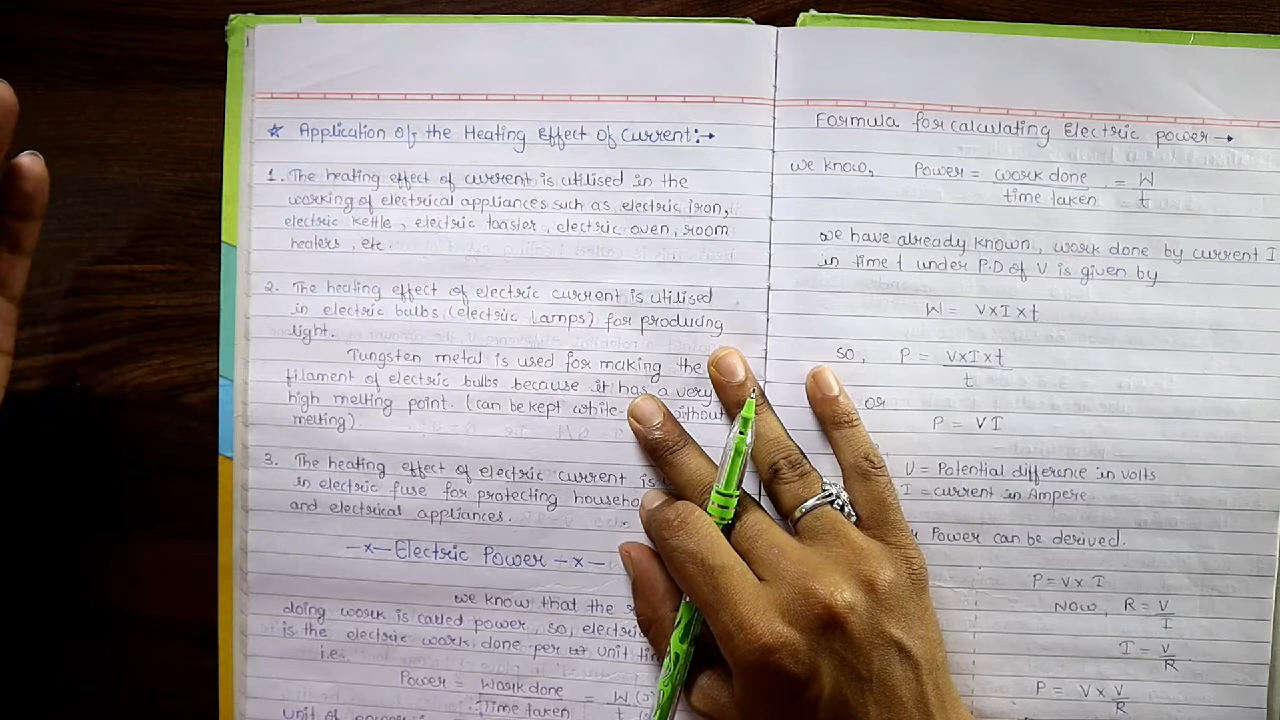 ☆ Application Of the Heating Effect Of Current:→
1. The heating effect of current is utilised in the
working of electrical appliances such as electric iron,
electric kettle, electric toaster, electric oven, room
heaters, etc.
2. The heating effect of electric current is utilised
in electric bulbs (electric lamps) for producing
light.
Tungsten metal is used for making the
filament of electric bulbs because it has a very
high melting point. (can be kept white- without
melting).
3. The heating effect of electric current is
in electric fuse for protecting
and electrical appliances.
-x- Electric Power -x-
we know that the
doing work is called power, so,
is the electric work done per unit
i.e.
Power = Work done / Time taken = W (J) / t
unit of
Formula for calculating Electric power →
we know, Power = work done / time taken = W / t
we have already known, work done by current I
in time t under P.D of V is given by
W = V×I×t
so, P = V×I×t / t
or
P = VI
V = Potential difference in volts
I = current in Ampere
Power can be derived.
P = V× I
Now, R = V / I
I = V / R
P = V × V / R